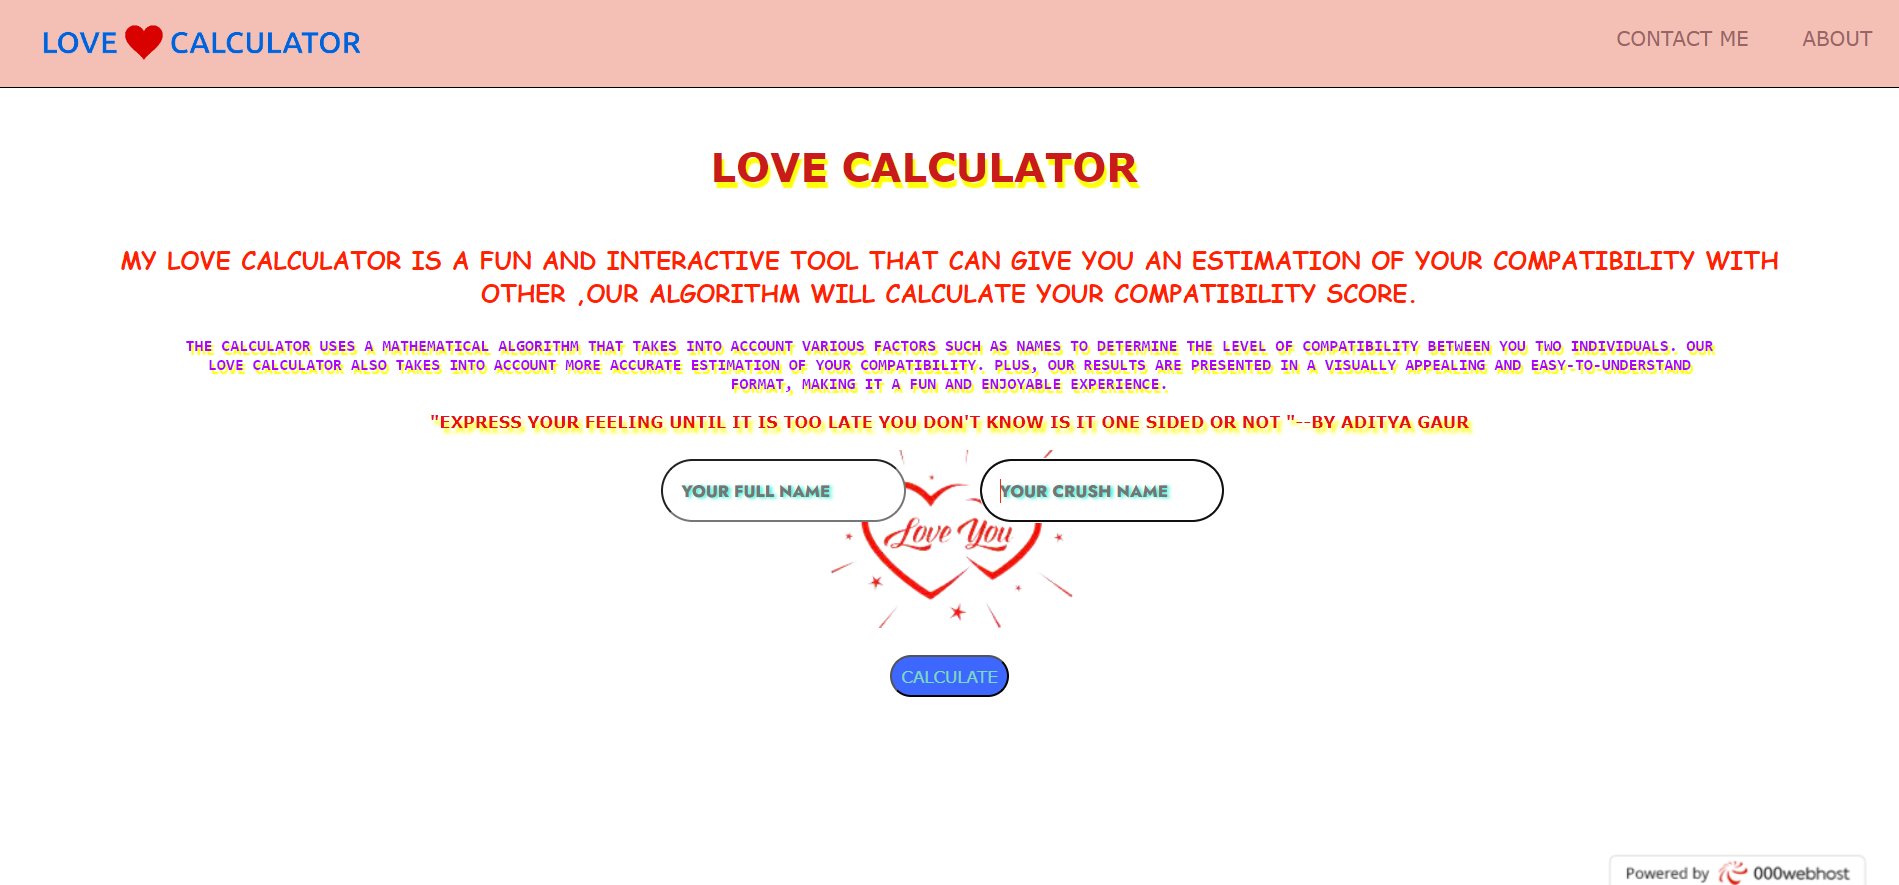 LOVE CALCULATOR
CONTACT ME
ABOUT
LOVE CALCULATOR
MY LOVE CALCULATOR IS A FUN AND INTERACTIVE TOOL THAT CAN GIVE YOU AN ESTIMATION OF YOUR COMPATIBILITY WITH
OTHER ,OUR ALGORITHM WILL CALCULATE YOUR COMPATIBILITY SCORE.
THE CALCULATOR USES A MATHEMATICAL ALGORITHM THAT TAKES INTO ACCOUNT VARIOUS FACTORS SUCH AS NAMES TO DETERMINE THE LEVEL OF COMPATIBILITY BETWEEN YOU TWO INDIVIDUALS. OUR
LOVE CALCULATOR ALSO TAKES INTO ACCOUNT MORE ACCURATE ESTIMATION OF YOUR COMPATIBILITY. PLUS, OUR RESULTS ARE PRESENTED IN A VISUALLY APPEALING AND EASY-TO-UNDERSTAND
FORMAT, MAKING IT A FUN AND ENJOYABLE EXPERIENCE.
"EXPRESS YOUR FEELING UNTIL IT IS TOO LATE YOU DON'T KNOW IS IT ONE SIDED OR NOT "--BY ADITYA GAUR
YOUR FULL NAME
YOUR CRUSH NAME
Love You
CALCULATE
Powered by 000webhost